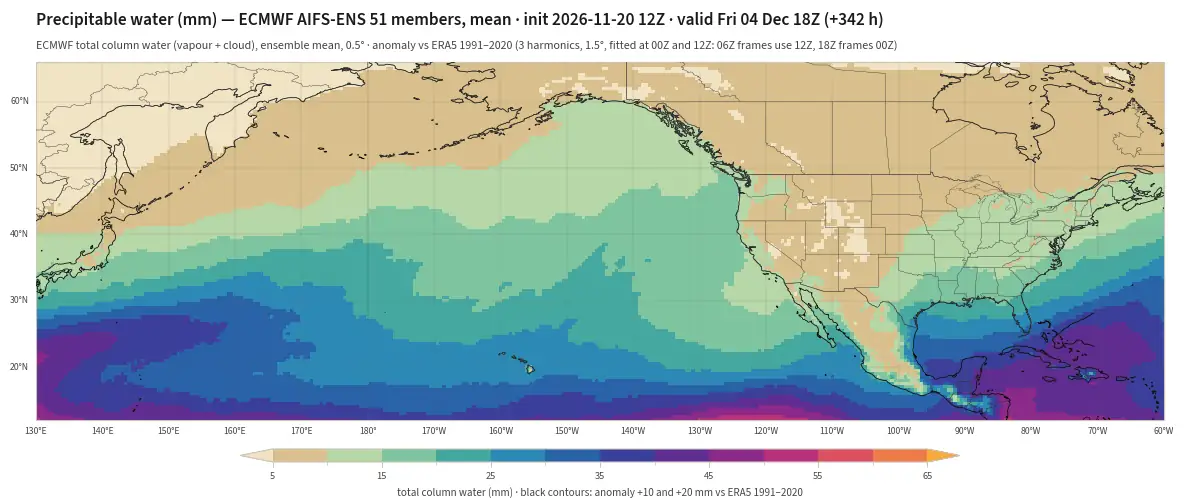 Precipitable water (mm) — ECMWF AIFS-ENS 51 members, mean · init 2026-11-20 12Z · valid Fri 04 Dec 18Z (+342 h)
ECMWF total column water (vapour + cloud), ensemble mean, 0.5° · anomaly vs ERA5 1991–2020 (3 harmonics, 1.5°, fitted at 00Z and 12Z: 06Z frames use 12Z, 18Z frames 00Z)
60°N
50°N
40°N
30°N
20°N
130°E 140°E 150°E 160°E 170°E 180° 170°W 160°W 150°W 140°W 130°W 120°W 110°W 100°W 90°W 80°W 70°W 60°W
5 15 25 35 45 55 65
total column water (mm) · black contours: anomaly +10 and +20 mm vs ERA5 1991–2020